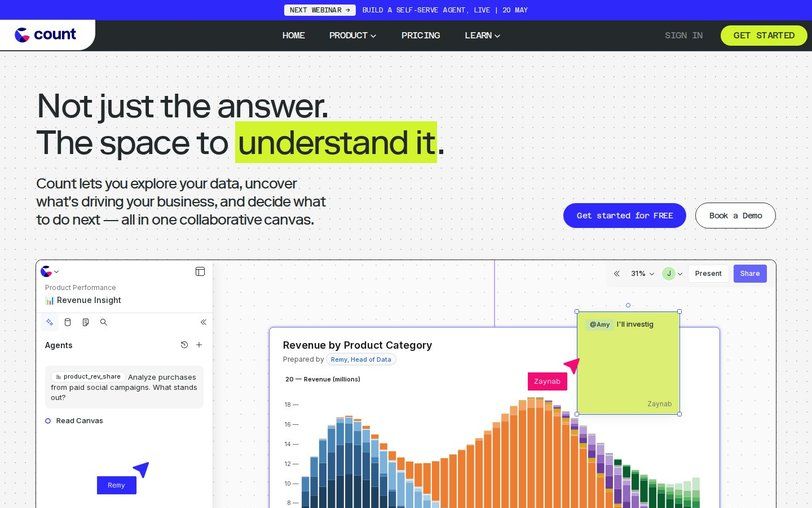 NEXT WEBINAR → BUILD A SELF-SERVE AGENT, LIVE | 20 MAY
count HOME PRODUCT PRICING LEARN SIGN IN GET STARTED
Not just the answer.
The space to understand it.
Count lets you explore your data, uncover
what's driving your business, and decide what
to do next — all in one collaborative canvas.
Get started for FREE Book a Demo
31% J Present Share
Product Performance
Revenue Insight
Agents
product_rev_share Analyze purchases
from paid social campaigns. What stands
out?
Read Canvas
Remy
Revenue by Product Category
Prepared by Remy, Head of Data
20 — Revenue (millions)
18
16
14
12
10
8
Zaynab
@Amy I'll investig
Zaynab